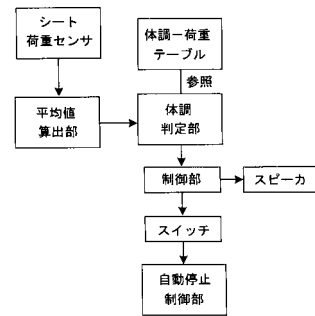 シート
荷重センサ
体調－荷重
テーブル
参照
平均値
算出部
体調
判定部
制御部
スピーカ
スイッチ
自動停止
制御部